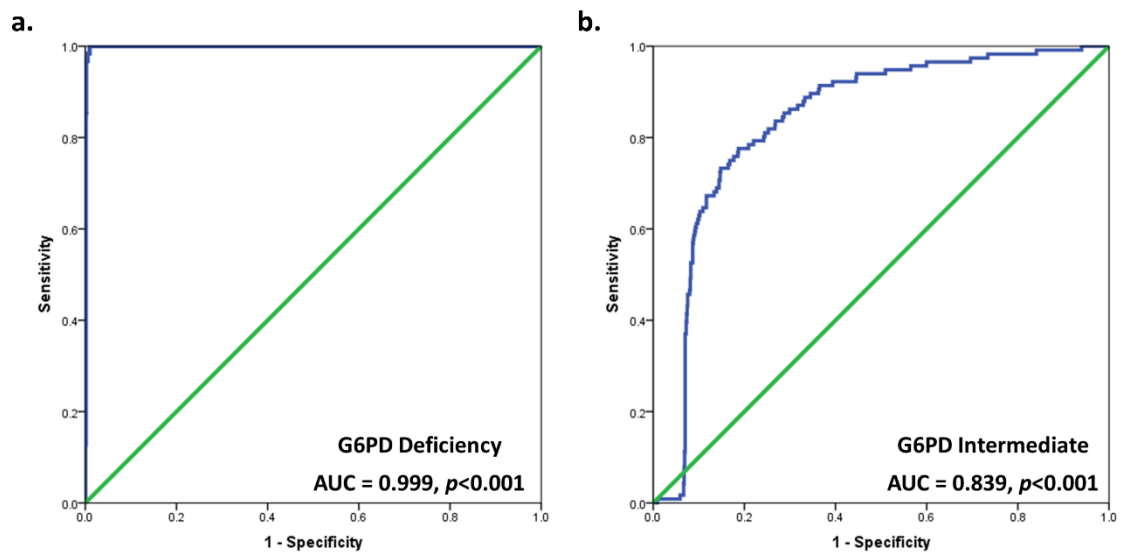 a.
1.0
0.8
0.6
0.4
0.2
0.0
Sensitivity
0.0 0.2 0.4 0.6 0.8 1.0
1 - Specificity
G6PD Deficiency
AUC = 0.999, p<0.001
b.
1.0
0.8
0.6
0.4
0.2
0.0
Sensitivity
0.0 0.2 0.4 0.6 0.8 1.0
1 - Specificity
G6PD Intermediate
AUC = 0.839, p<0.001